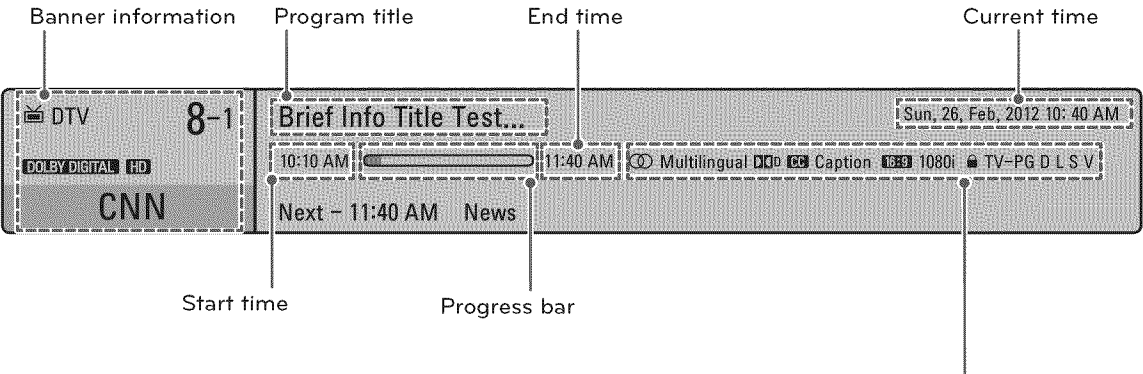 Banner information Program title End time Current time
DTV 8-1 Brief Info Title Test... Sun, 26, Feb, 2012 10: 40 AM
DOLBY DIGITAL HD 10:10 AM 11:40 AM Multilingual CC Caption 16:9 1080i TV-PG D L S V
CNN Next - 11:40 AM News
Start time Progress bar